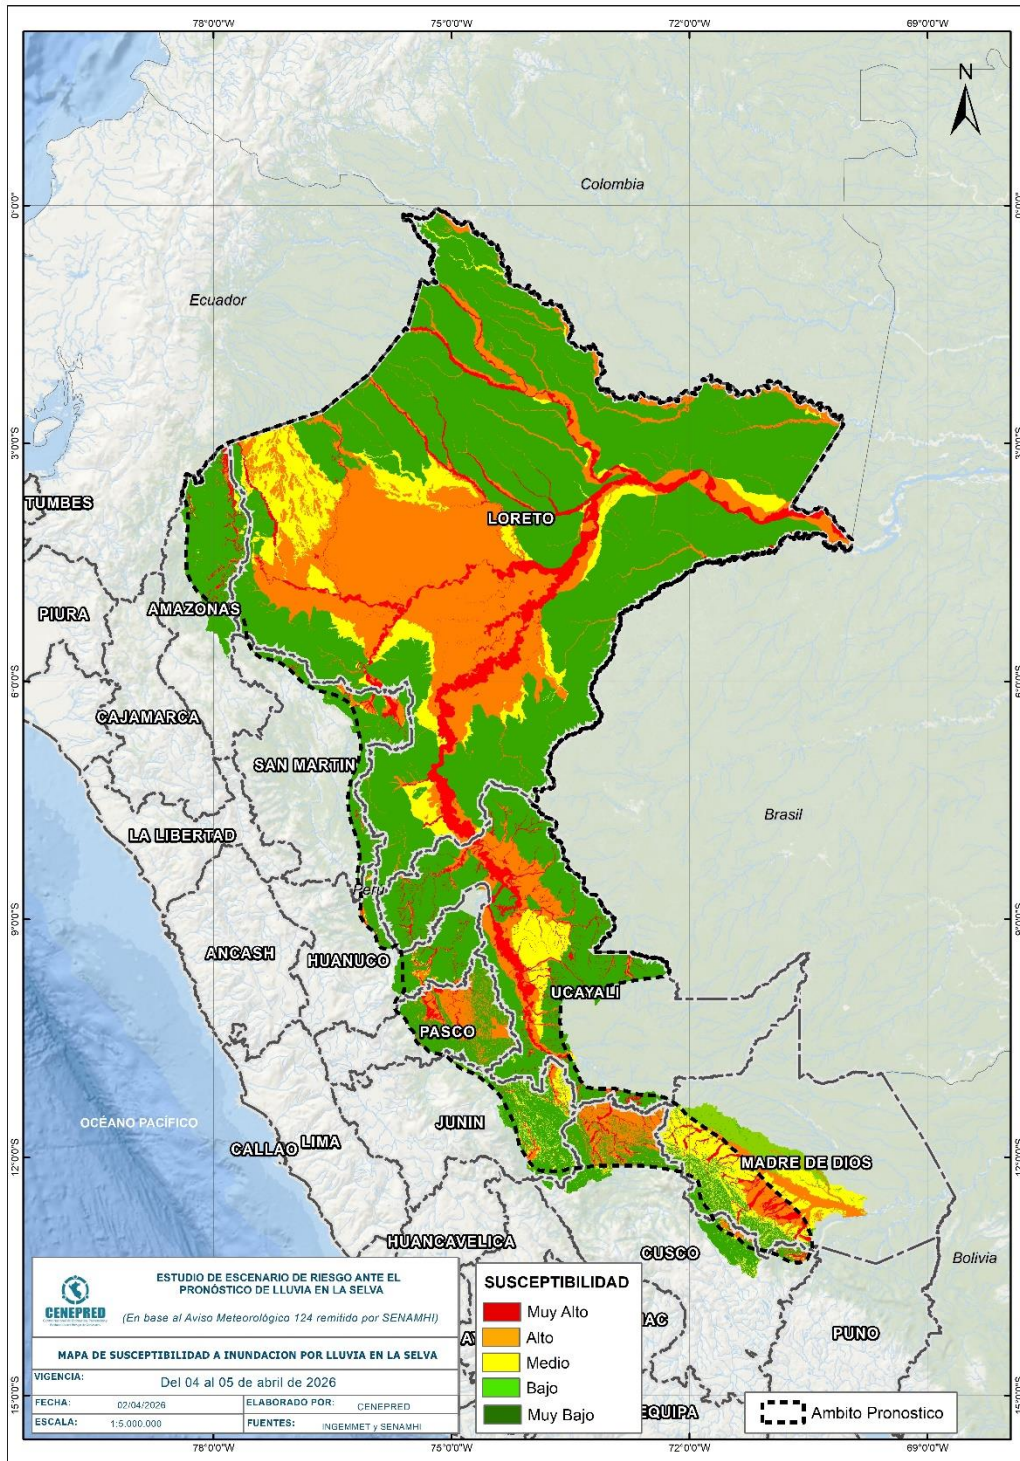 78°0'0"W
75°0'0"W
72°0'0"W
69°0'0"W
N
Colombia
0°0'0"
0°0'0"
Ecuador
3°0'0"S
3°0'0"S
TUMBES
LORETO
PIURA
AMAZONAS
6°0'0"S
6°0'0"S
CAJAMARCA
SAN MARTIN
Brasil
LA LIBERTAD
Perú
9°0'0"S
9°0'0"S
ANCASH
HUANUCO
UCAYALI
PASCO
OCÉANO PACÍFICO
JUNIN
CALLAO
LIMA
12°0'0"S
12°0'0"S
MADRE DE DIOS
HUANCAVELICA
CUSCO
Bolivia
PUNO
AC
EQUIPA
15°0'0"S
15°0'0"S
CENEPRED
ESTUDIO DE ESCENARIO DE RIESGO ANTE EL
PRONÓSTICO DE LLUVIA EN LA SELVA
(En base al Aviso Meteorológico 124 remitido por SENAMHI)
MAPA DE SUSCEPTIBILIDAD A INUNDACION POR LLUVIA EN LA SELVA
VIGENCIA: Del 04 al 05 de abril de 2026
FECHA: 02/04/2026 ELABORADO POR: CENEPRED
ESCALA: 1:5.000.000 FUENTES: INGEMMET y SENAMHI
SUSCEPTIBILIDAD
Muy Alto
Alto
Medio
Bajo
Muy Bajo
Ambito Pronostico
78°0'0"W
75°0'0"W
72°0'0"W
69°0'0"W